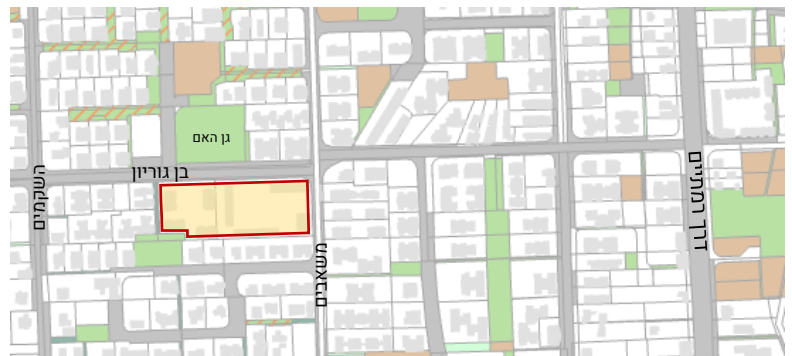 גן האם
בן גוריון
השקמים
משאבים
דרך רמתיים